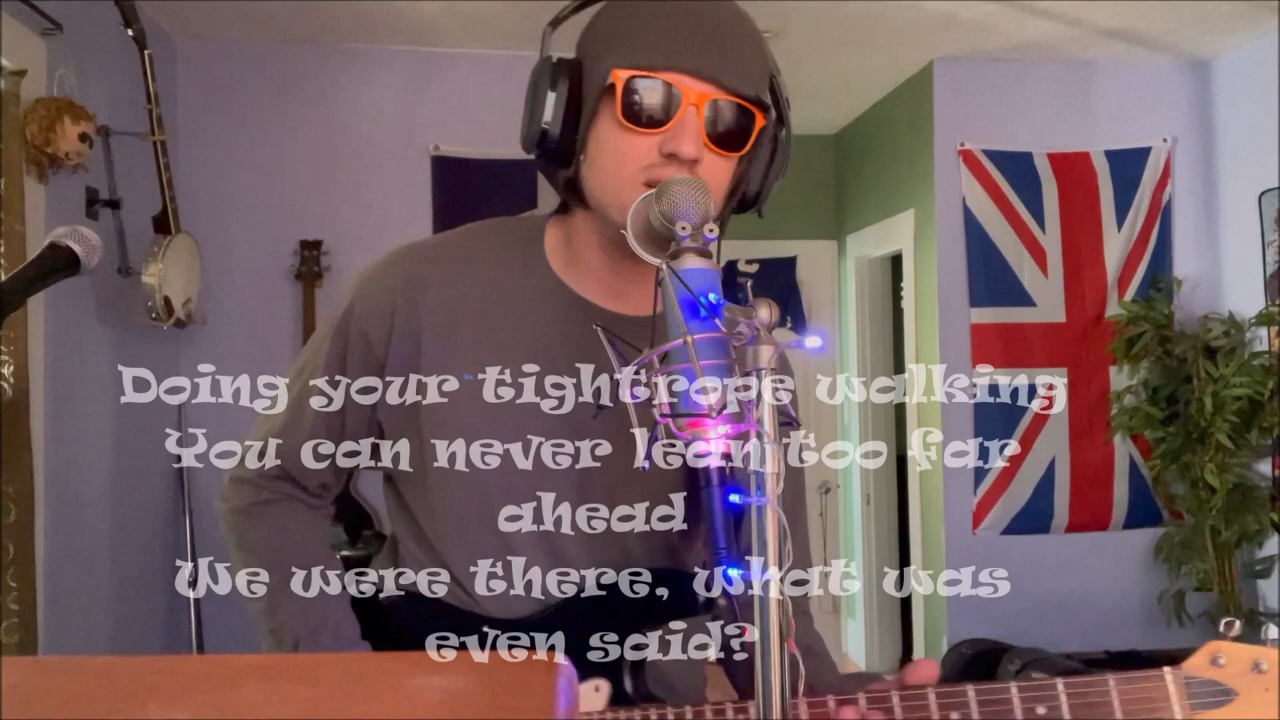 Doing your tightrope walking
You can never lean too far
ahead
We were there, what was
even said?